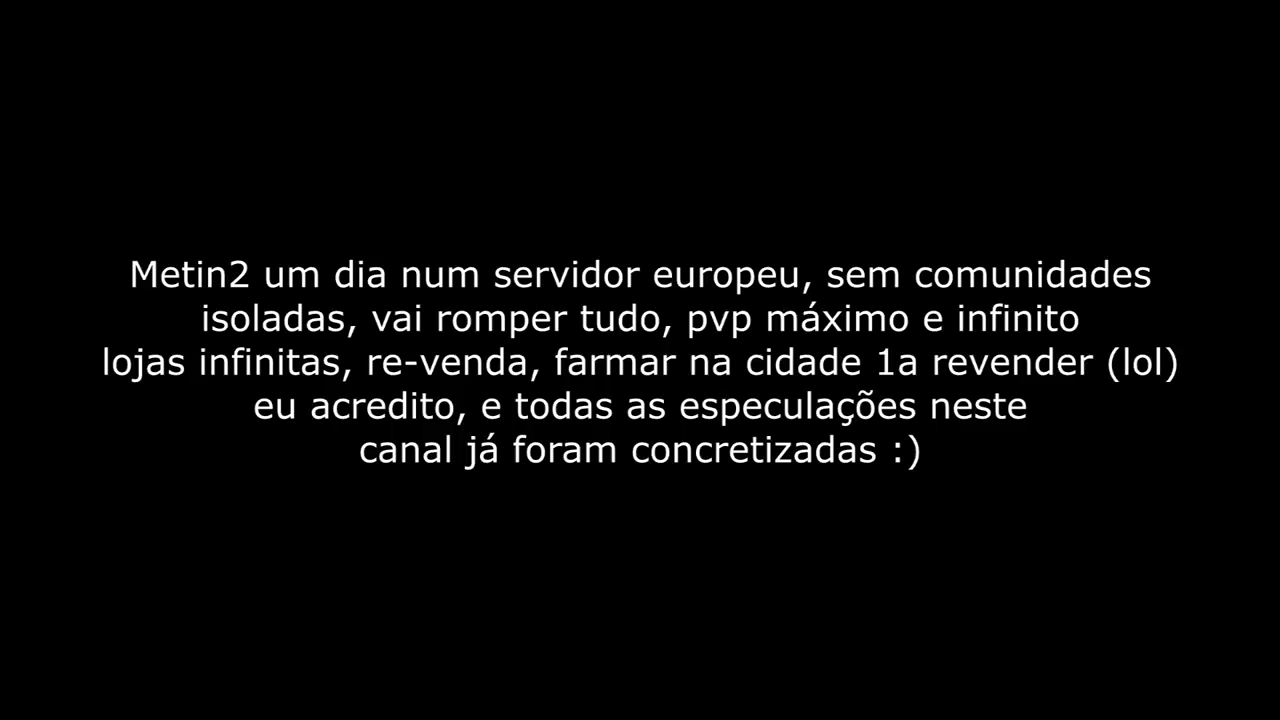 Metin2 um dia num servidor europeu, sem comunidades
isoladas, vai romper tudo, pvp máximo e infinito
lojas infinitas, re-venda, farmar na cidade 1a revender (lol)
eu acredito, e todas as especulações neste
canal já foram concretizadas :)